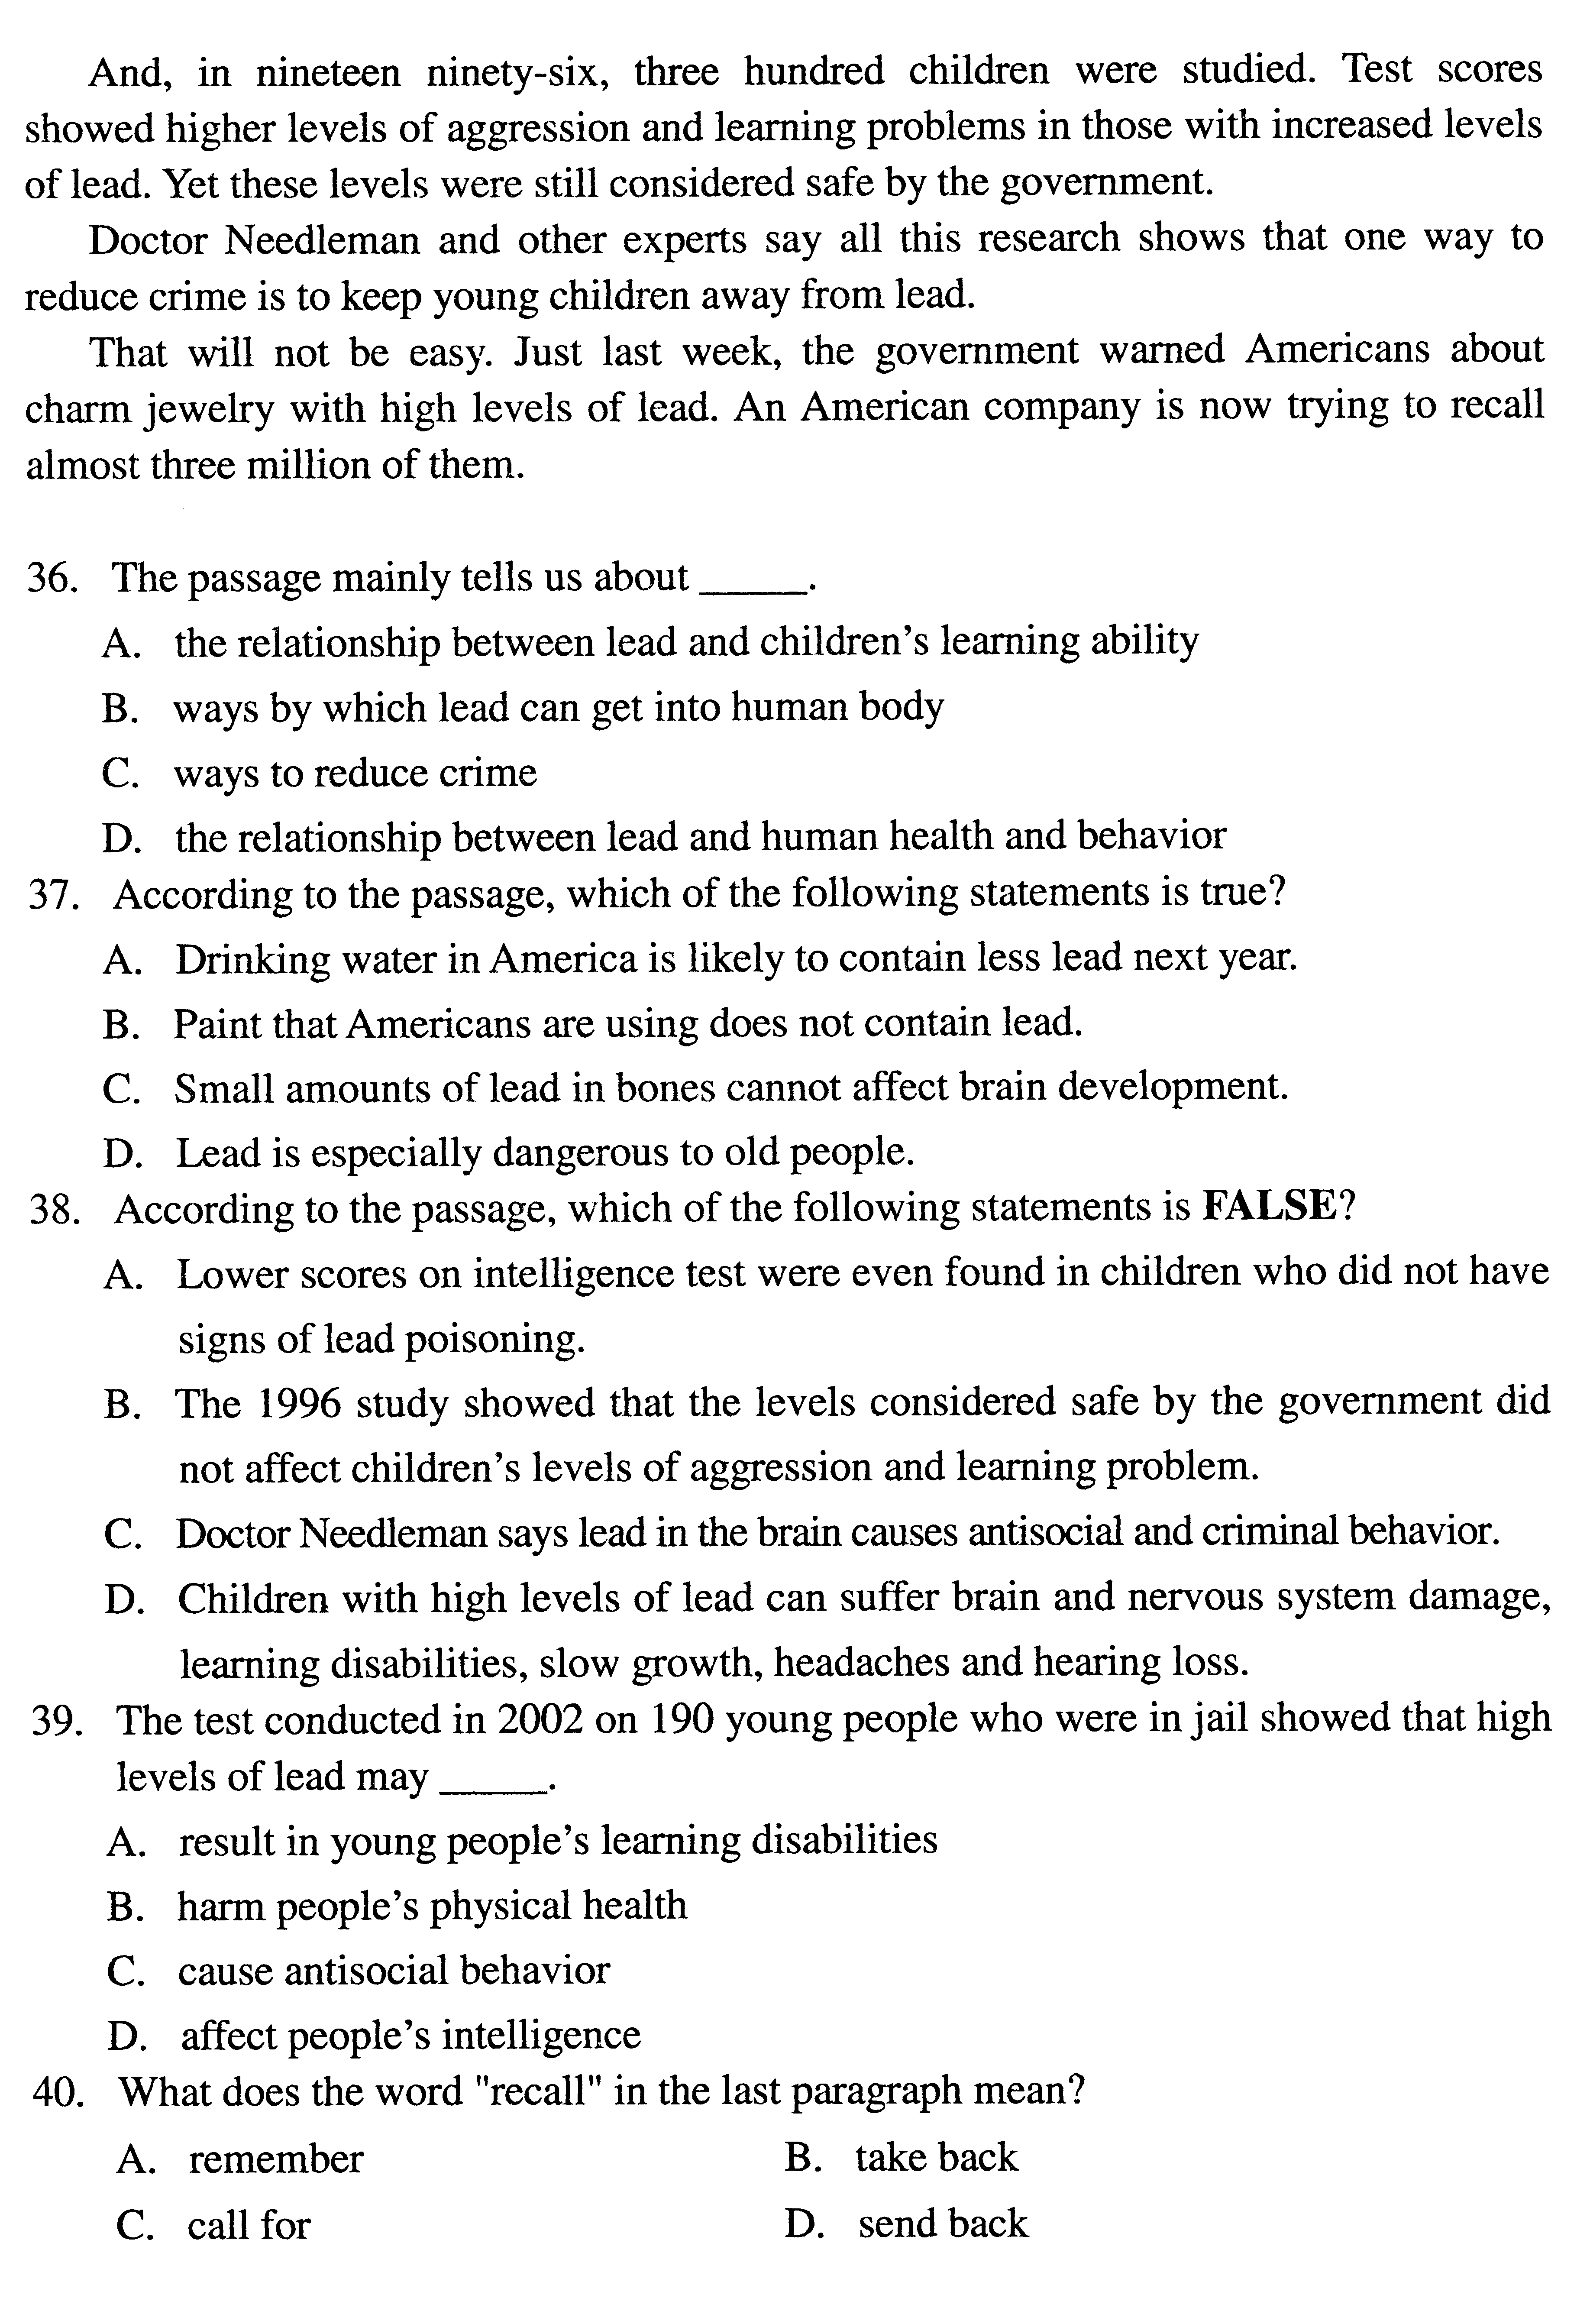 And, in nineteen ninety-six, three hundred children were studied. Test scores
showed higher levels of aggression and learning problems in those with increased levels
of lead. Yet these levels were still considered safe by the government.
Doctor Needleman and other experts say all this research shows that one way to
reduce crime is to keep young children away from lead.
That will not be easy. Just last week, the government warned Americans about
charm jewelry with high levels of lead. An American company is now trying to recall
almost three million of them.
36. The passage mainly tells us about _____.
A. the relationship between lead and children’s learning ability
B. ways by which lead can get into human body
C. ways to reduce crime
D. the relationship between lead and human health and behavior
37. According to the passage, which of the following statements is true?
A. Drinking water in America is likely to contain less lead next year.
B. Paint that Americans are using does not contain lead.
C. Small amounts of lead in bones cannot affect brain development.
D. Lead is especially dangerous to old people.
38. According to the passage, which of the following statements is FALSE?
A. Lower scores on intelligence test were even found in children who did not have
signs of lead poisoning.
B. The 1996 study showed that the levels considered safe by the government did
not affect children’s levels of aggression and learning problem.
C. Doctor Needleman says lead in the brain causes antisocial and criminal behavior.
D. Children with high levels of lead can suffer brain and nervous system damage,
learning disabilities, slow growth, headaches and hearing loss.
39. The test conducted in 2002 on 190 young people who were in jail showed that high
levels of lead may _____.
A. result in young people’s learning disabilities
B. harm people’s physical health
C. cause antisocial behavior
D. affect people’s intelligence
40. What does the word "recall" in the last paragraph mean?
A. remember B. take back
C. call for D. send back